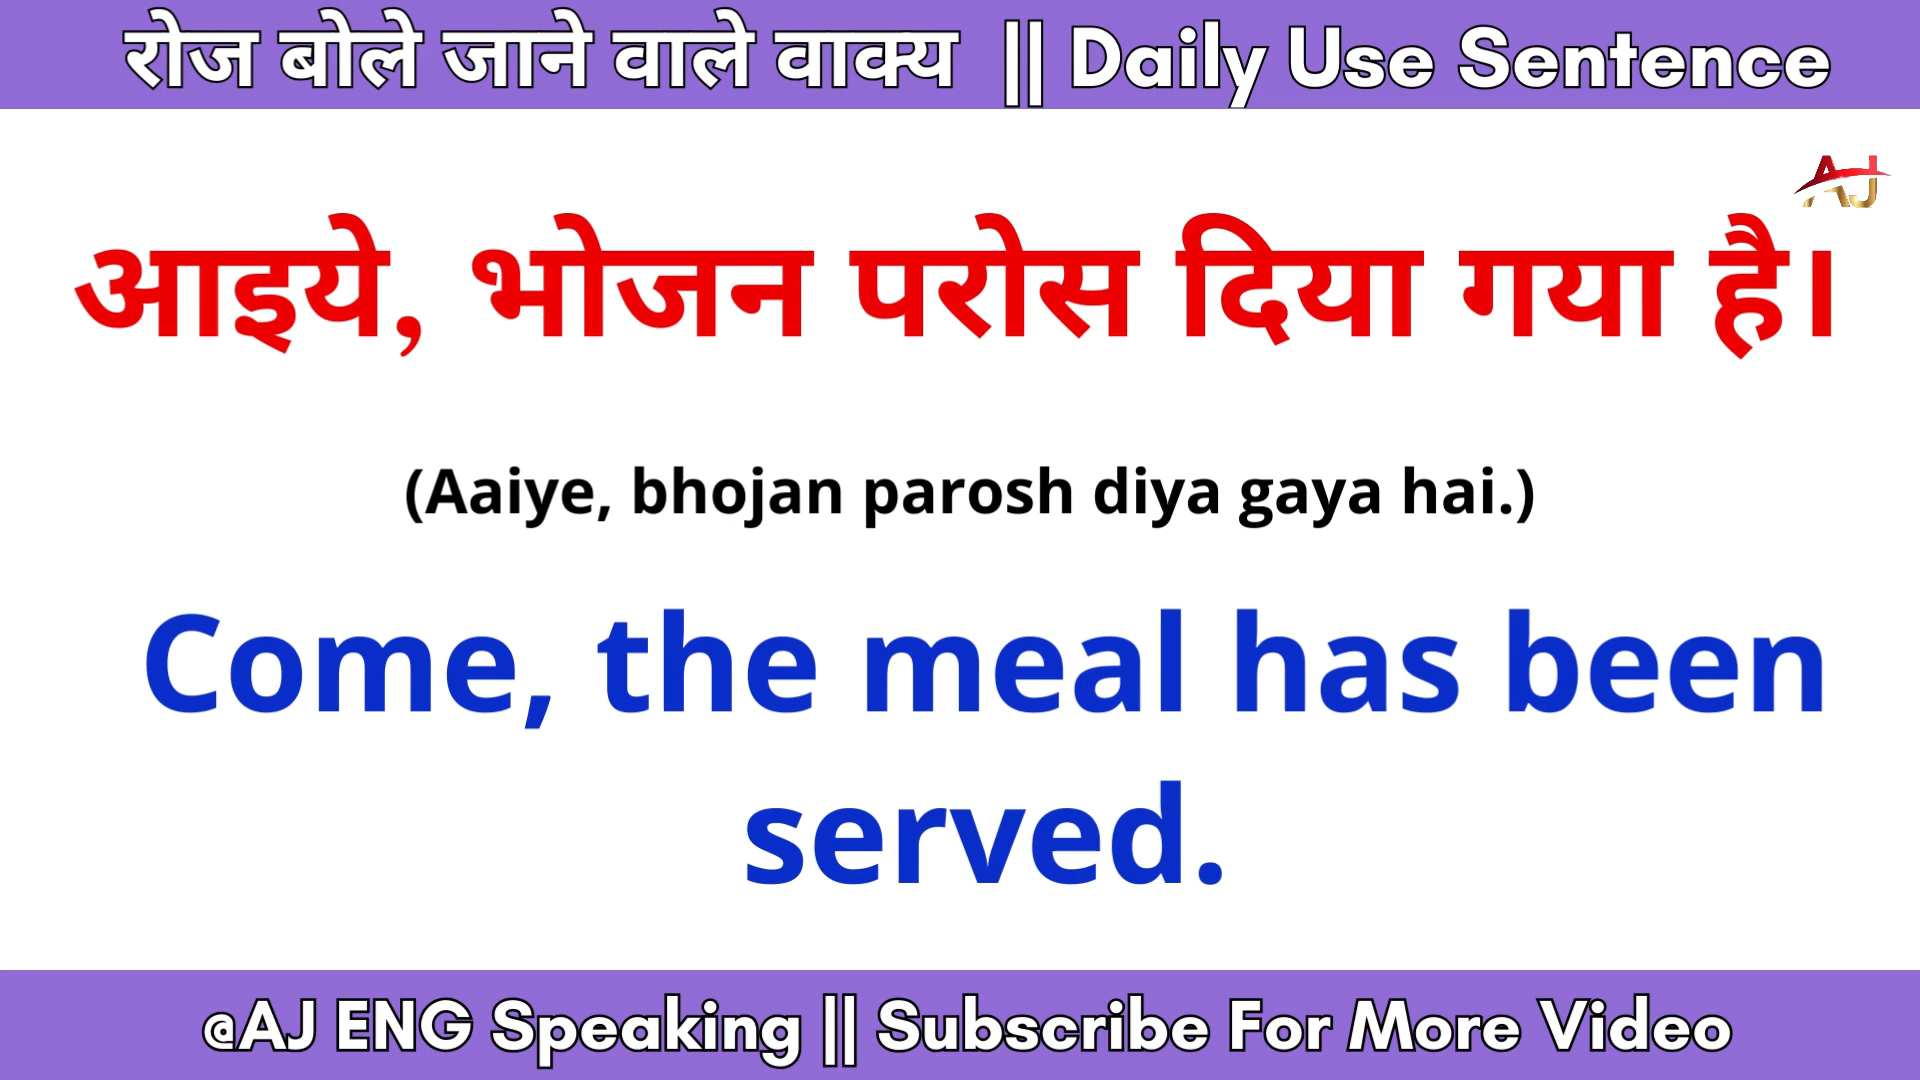 रोज बोले जाने वाले वाक्य || Daily Use Sentence
AJ
आइये, भोजन परोस दिया गया है।
(Aaiye, bhojan parosh diya gaya hai.)
Come, the meal has been
served.
@AJ ENG Speaking || Subscribe For More Video